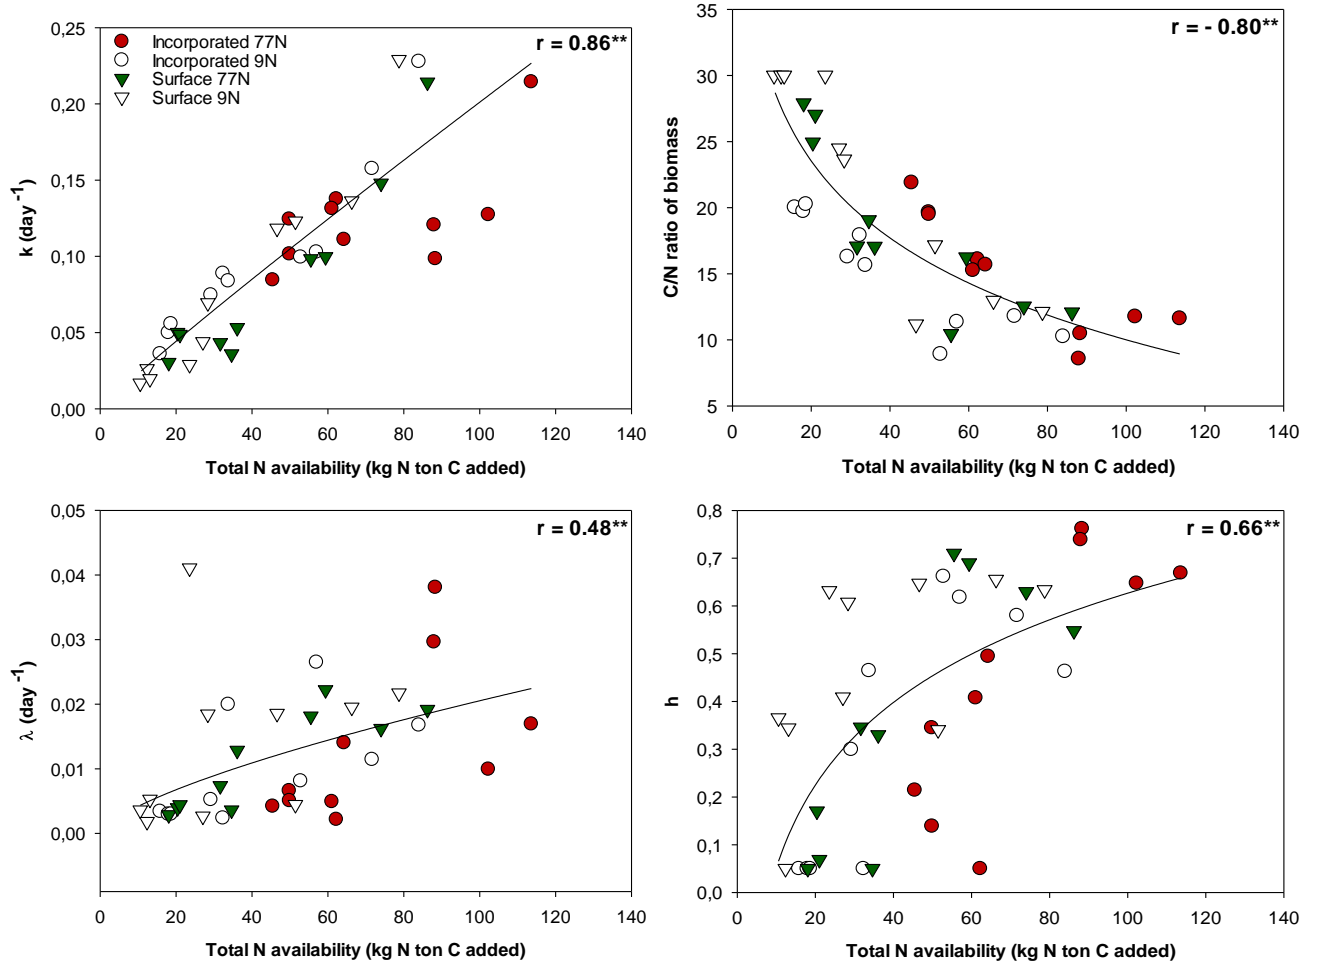 0,25
0,20
0,15
0,10
0,05
0,00
k (day -1)
Incorporated 77N
Incorporated 9N
Surface 77N
Surface 9N
r = 0.86**
0 20 40 60 80 100 120 140
Total N availability (kg N ton C added)
35
30
25
20
15
10
5
C/N ratio of biomass
r = - 0.80**
0 20 40 60 80 100 120 140
Total N availability (kg N ton C added)
0,05
0,04
0,03
0,02
0,01
0,00
λ (day -1)
r = 0.48**
0 20 40 60 80 100 120 140
Total N availability (kg N ton C added)
0,8
0,7
0,6
0,5
0,4
0,3
0,2
0,1
0,0
h
r = 0.66**
0 20 40 60 80 100 120 140
Total N availability (kg N ton C added)